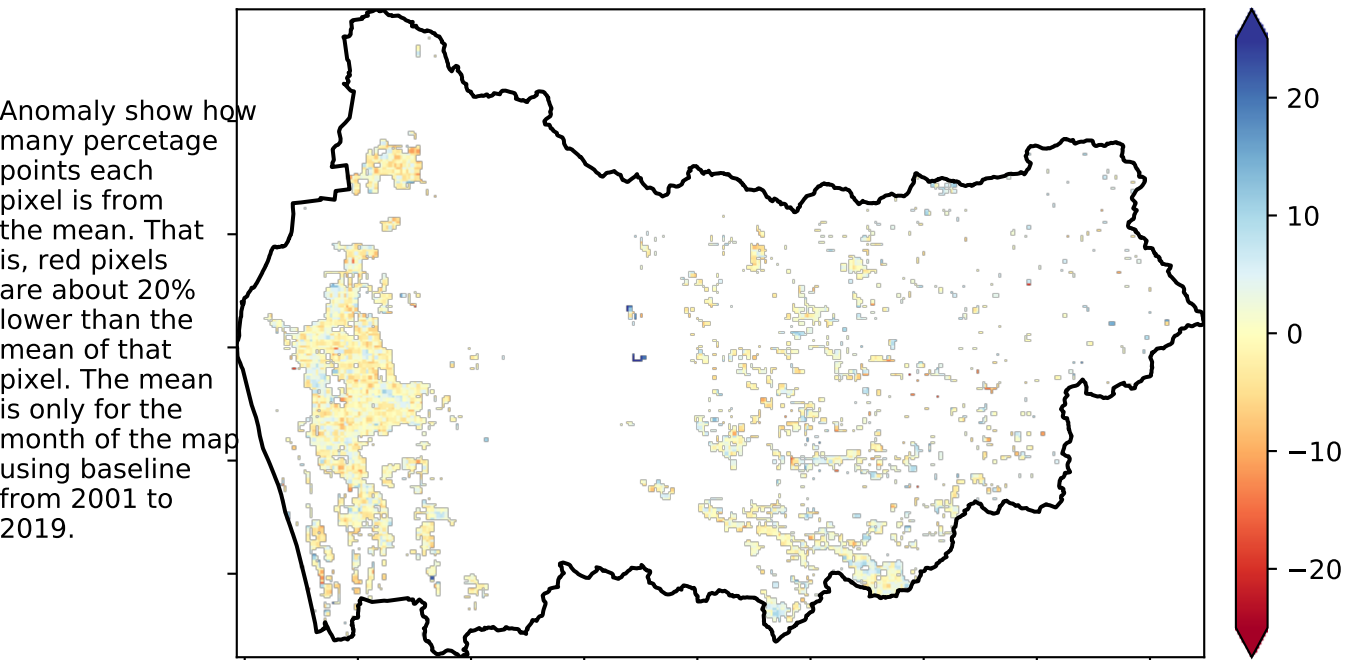 Anomaly show how
many percetage
points each
pixel is from
the mean. That
is, red pixels
are about 20%
lower than the
mean of that
pixel. The mean
is only for the
month of the map
using baseline
from 2001 to
2019.
20
10
0
−10
−20